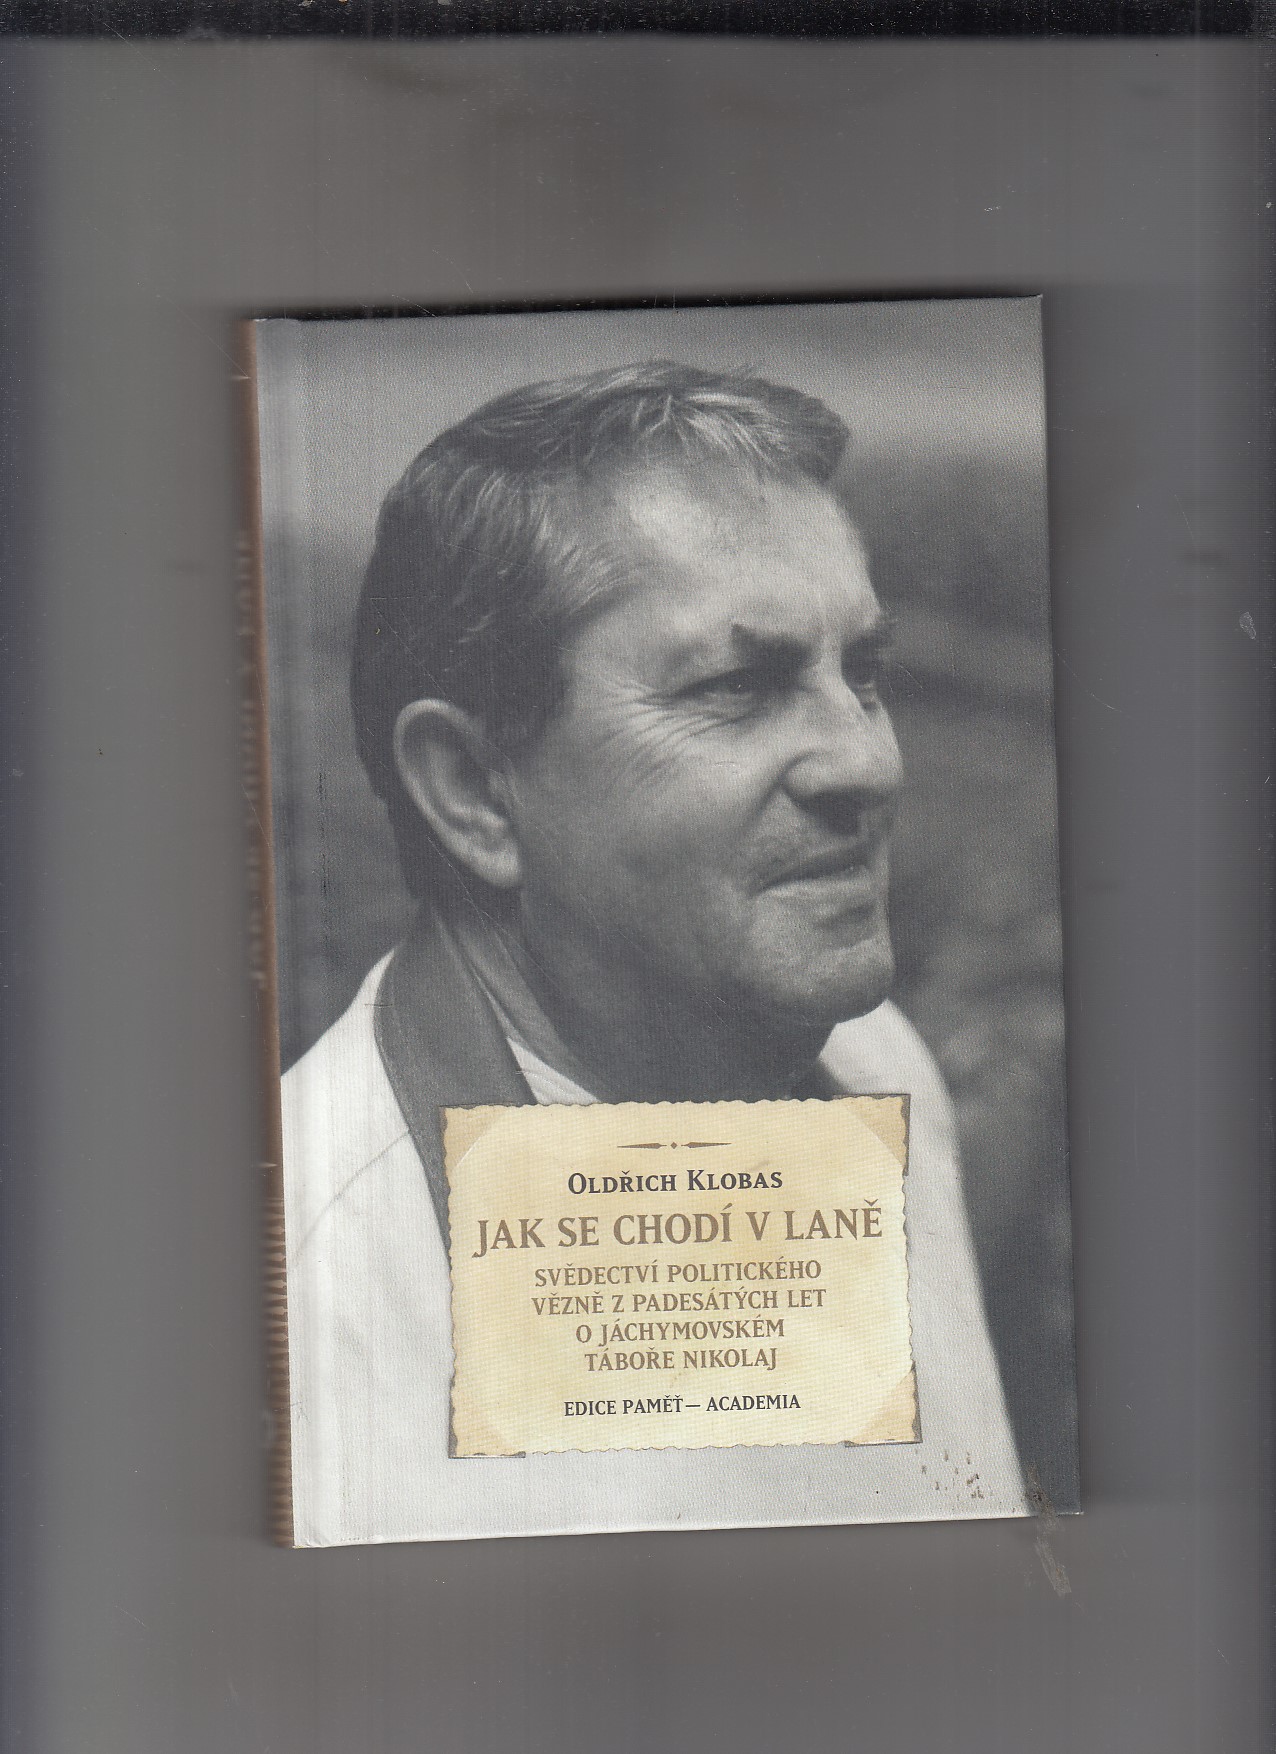 OLDŘICH KLOBAS
JAK SE CHODÍ V LANĚ
SVĚDECTVÍ POLITICKÉHO
VĚZNĚ Z PADESÁTÝCH LET
O JÁCHYMOVSKÉM
TÁBOŘE NIKOLAJ
EDICE PAMĚŤ — ACADEMIA